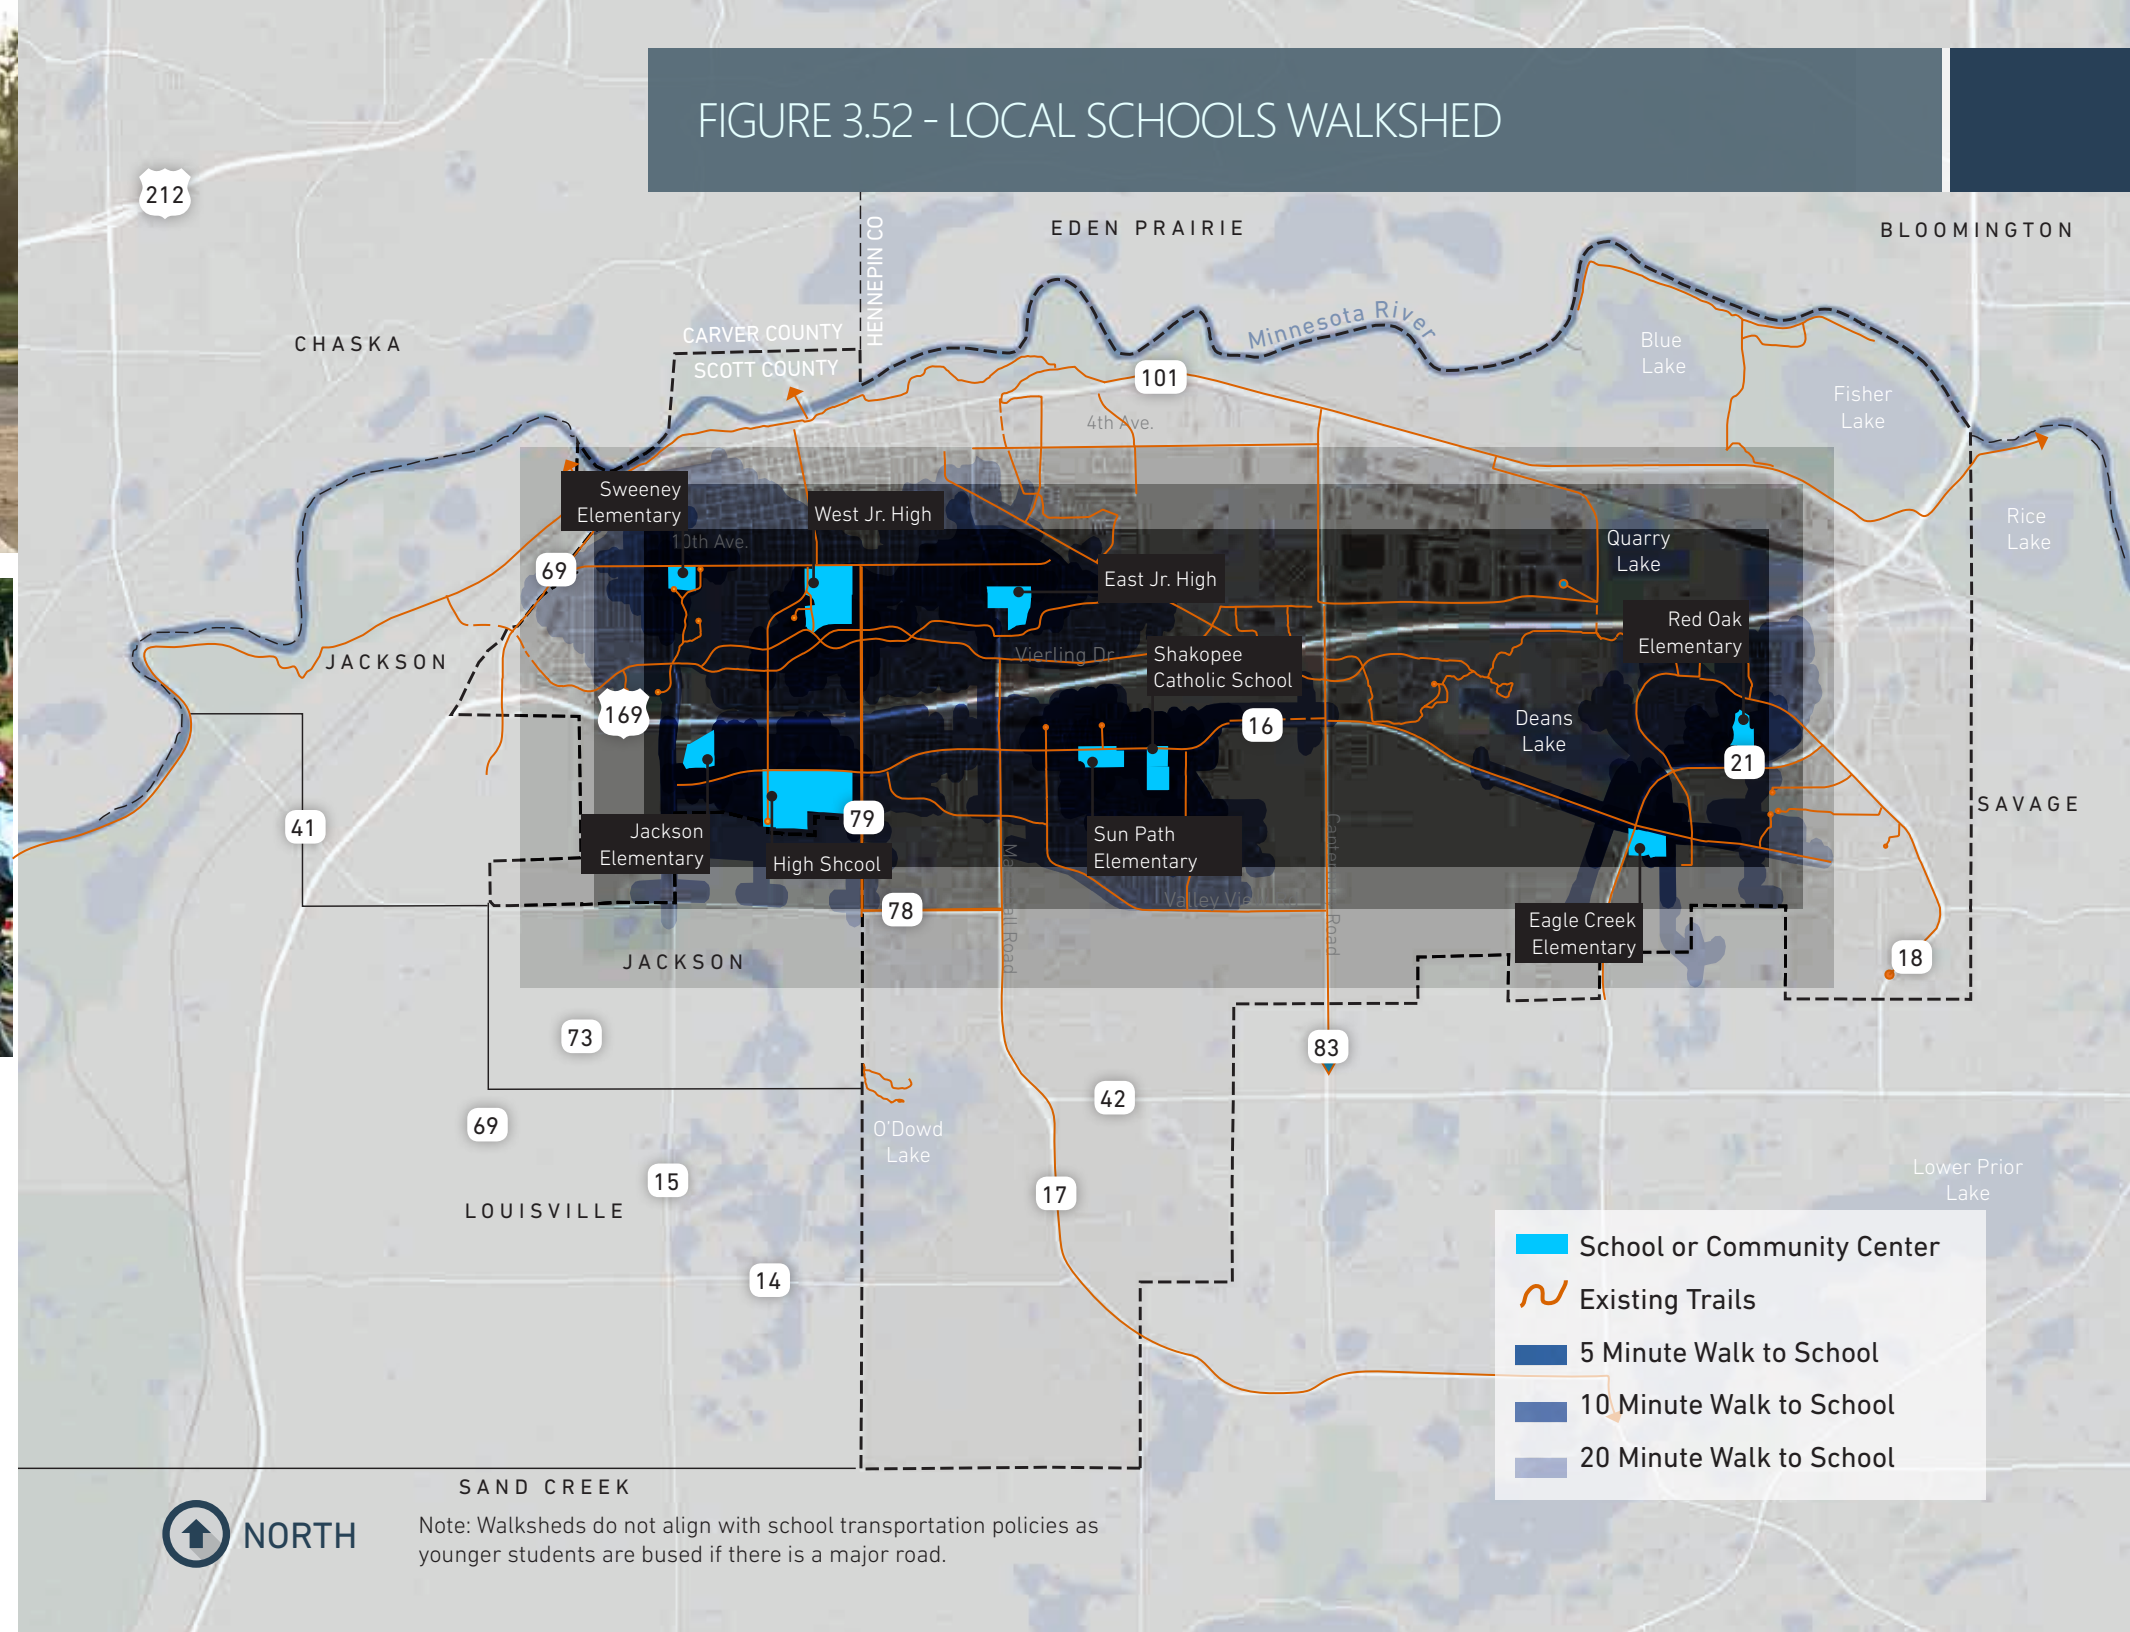 FIGURE 3.52 - LOCAL SCHOOLS WALKSHED
212
EDEN PRAIRIE
BLOOMINGTON
HENNEPIN CO
CHASKA
CARVER COUNTY
SCOTT COUNTY
Minnesota River
Blue
Lake
101
Fisher
Lake
4th Ave.
Sweeney
Elementary
West Jr. High
Rice
Lake
10th Ave.
Quarry
Lake
69
East Jr. High
Red Oak
Elementary
JACKSON
Vierling Dr
Shakopee
Catholic School
169
16
Deans
Lake
21
SAVAGE
41
79
Jackson
Elementary
High Shcool
Sun Path
Elementary
78
Valley Vie
Road
Eagle Creek
Elementary
JACKSON
18
73
83
42
69
O'Dowd
Lake
15
17
Lower Prior
Lake
LOUISVILLE
14
School or Community Center
Existing Trails
5 Minute Walk to School
10 Minute Walk to School
20 Minute Walk to School
SAND CREEK
NORTH
Note: Walksheds do not align with school transportation policies as
younger students are bused if there is a major road.